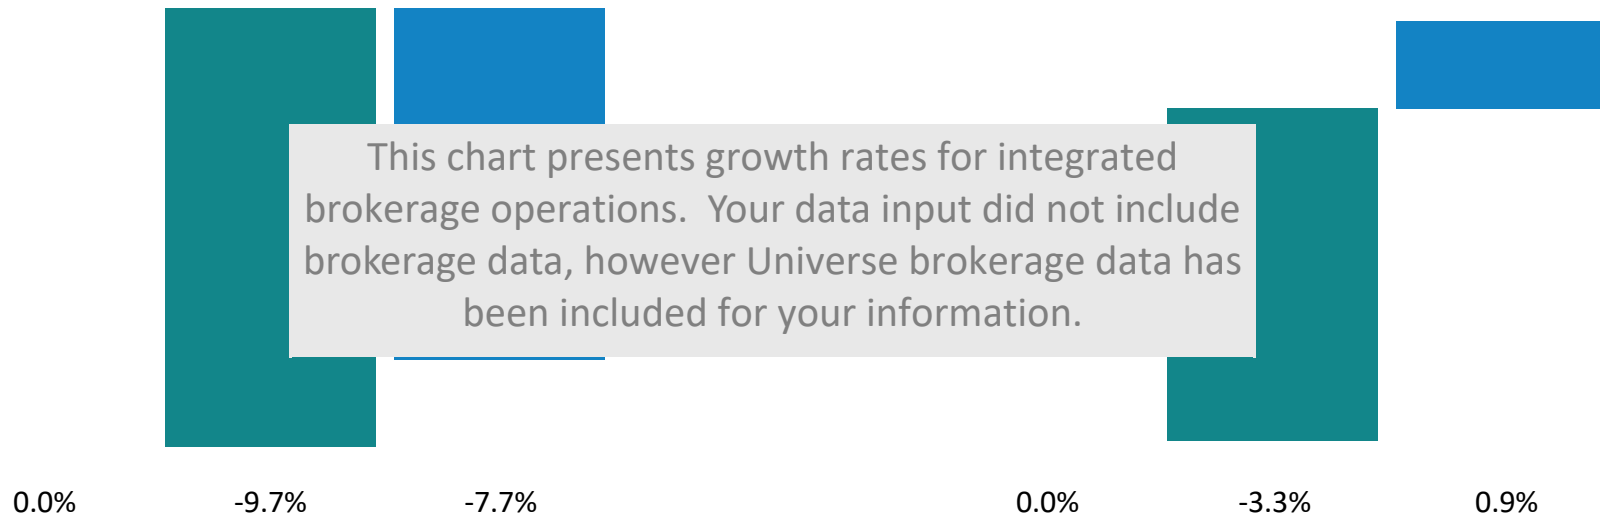 This chart presents growth rates for integrated
brokerage operations.  Your data input did not include
brokerage data, however Universe brokerage data has
been included for your information.
0.0% -9.7% -7.7% 0.0% -3.3% 0.9%